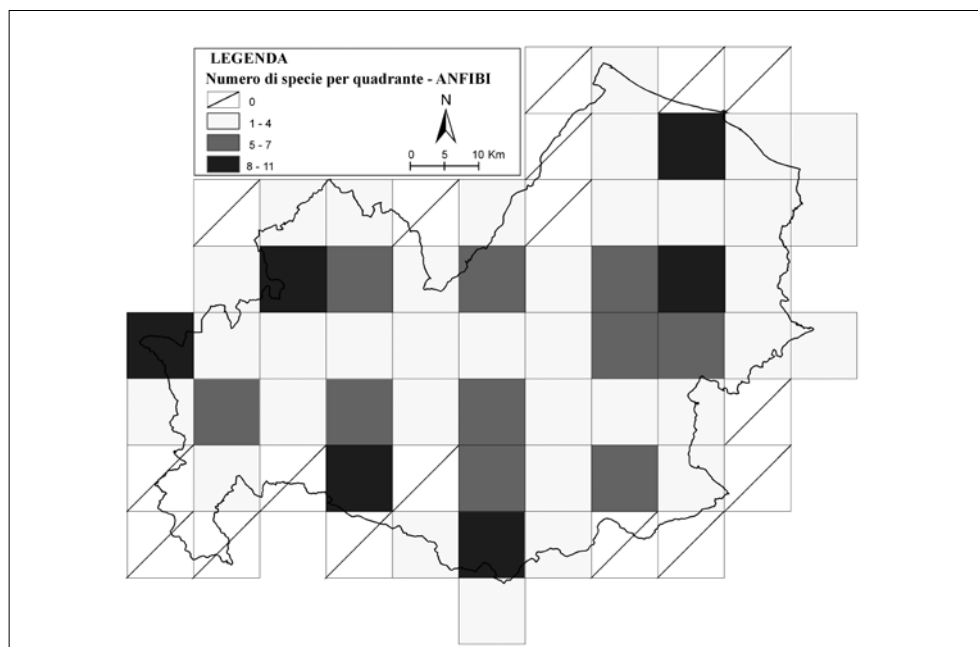 LEGENDA
Numero di specie per quadrante - ANFIBI
0
1 - 4
5 - 7
8 - 11
N
0 5 10 Km